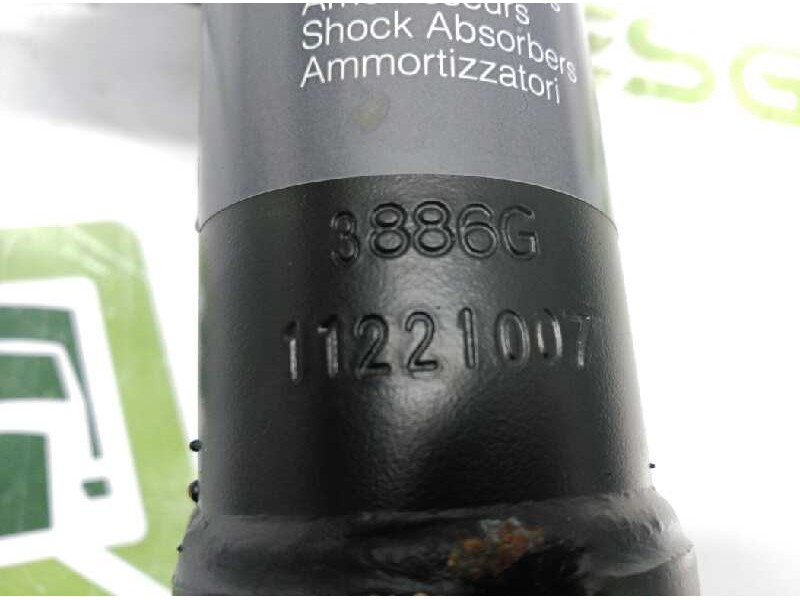 Shock Absorbers
Ammortizzatori
3886G
11221007